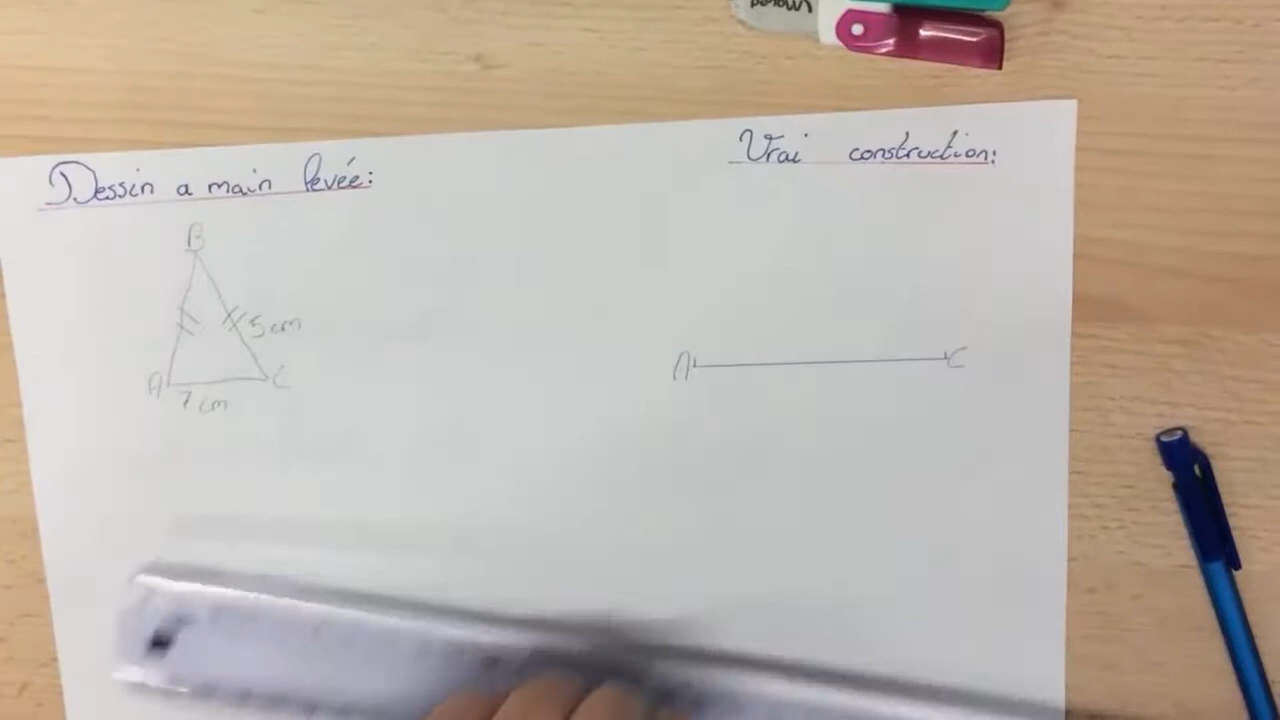 Dessin a main levée:
Vrai construction:
B
5 cm
A C
7 cm
A C